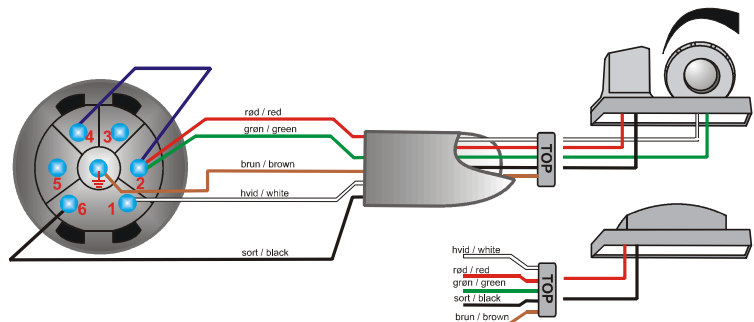 4
3
5
2
6
1
rød / red
grøn / green
brun / brown
hvid / white
sort / black
TOP
hvid / white
rød / red
grøn / green
sort / black
brun / brown
TOP